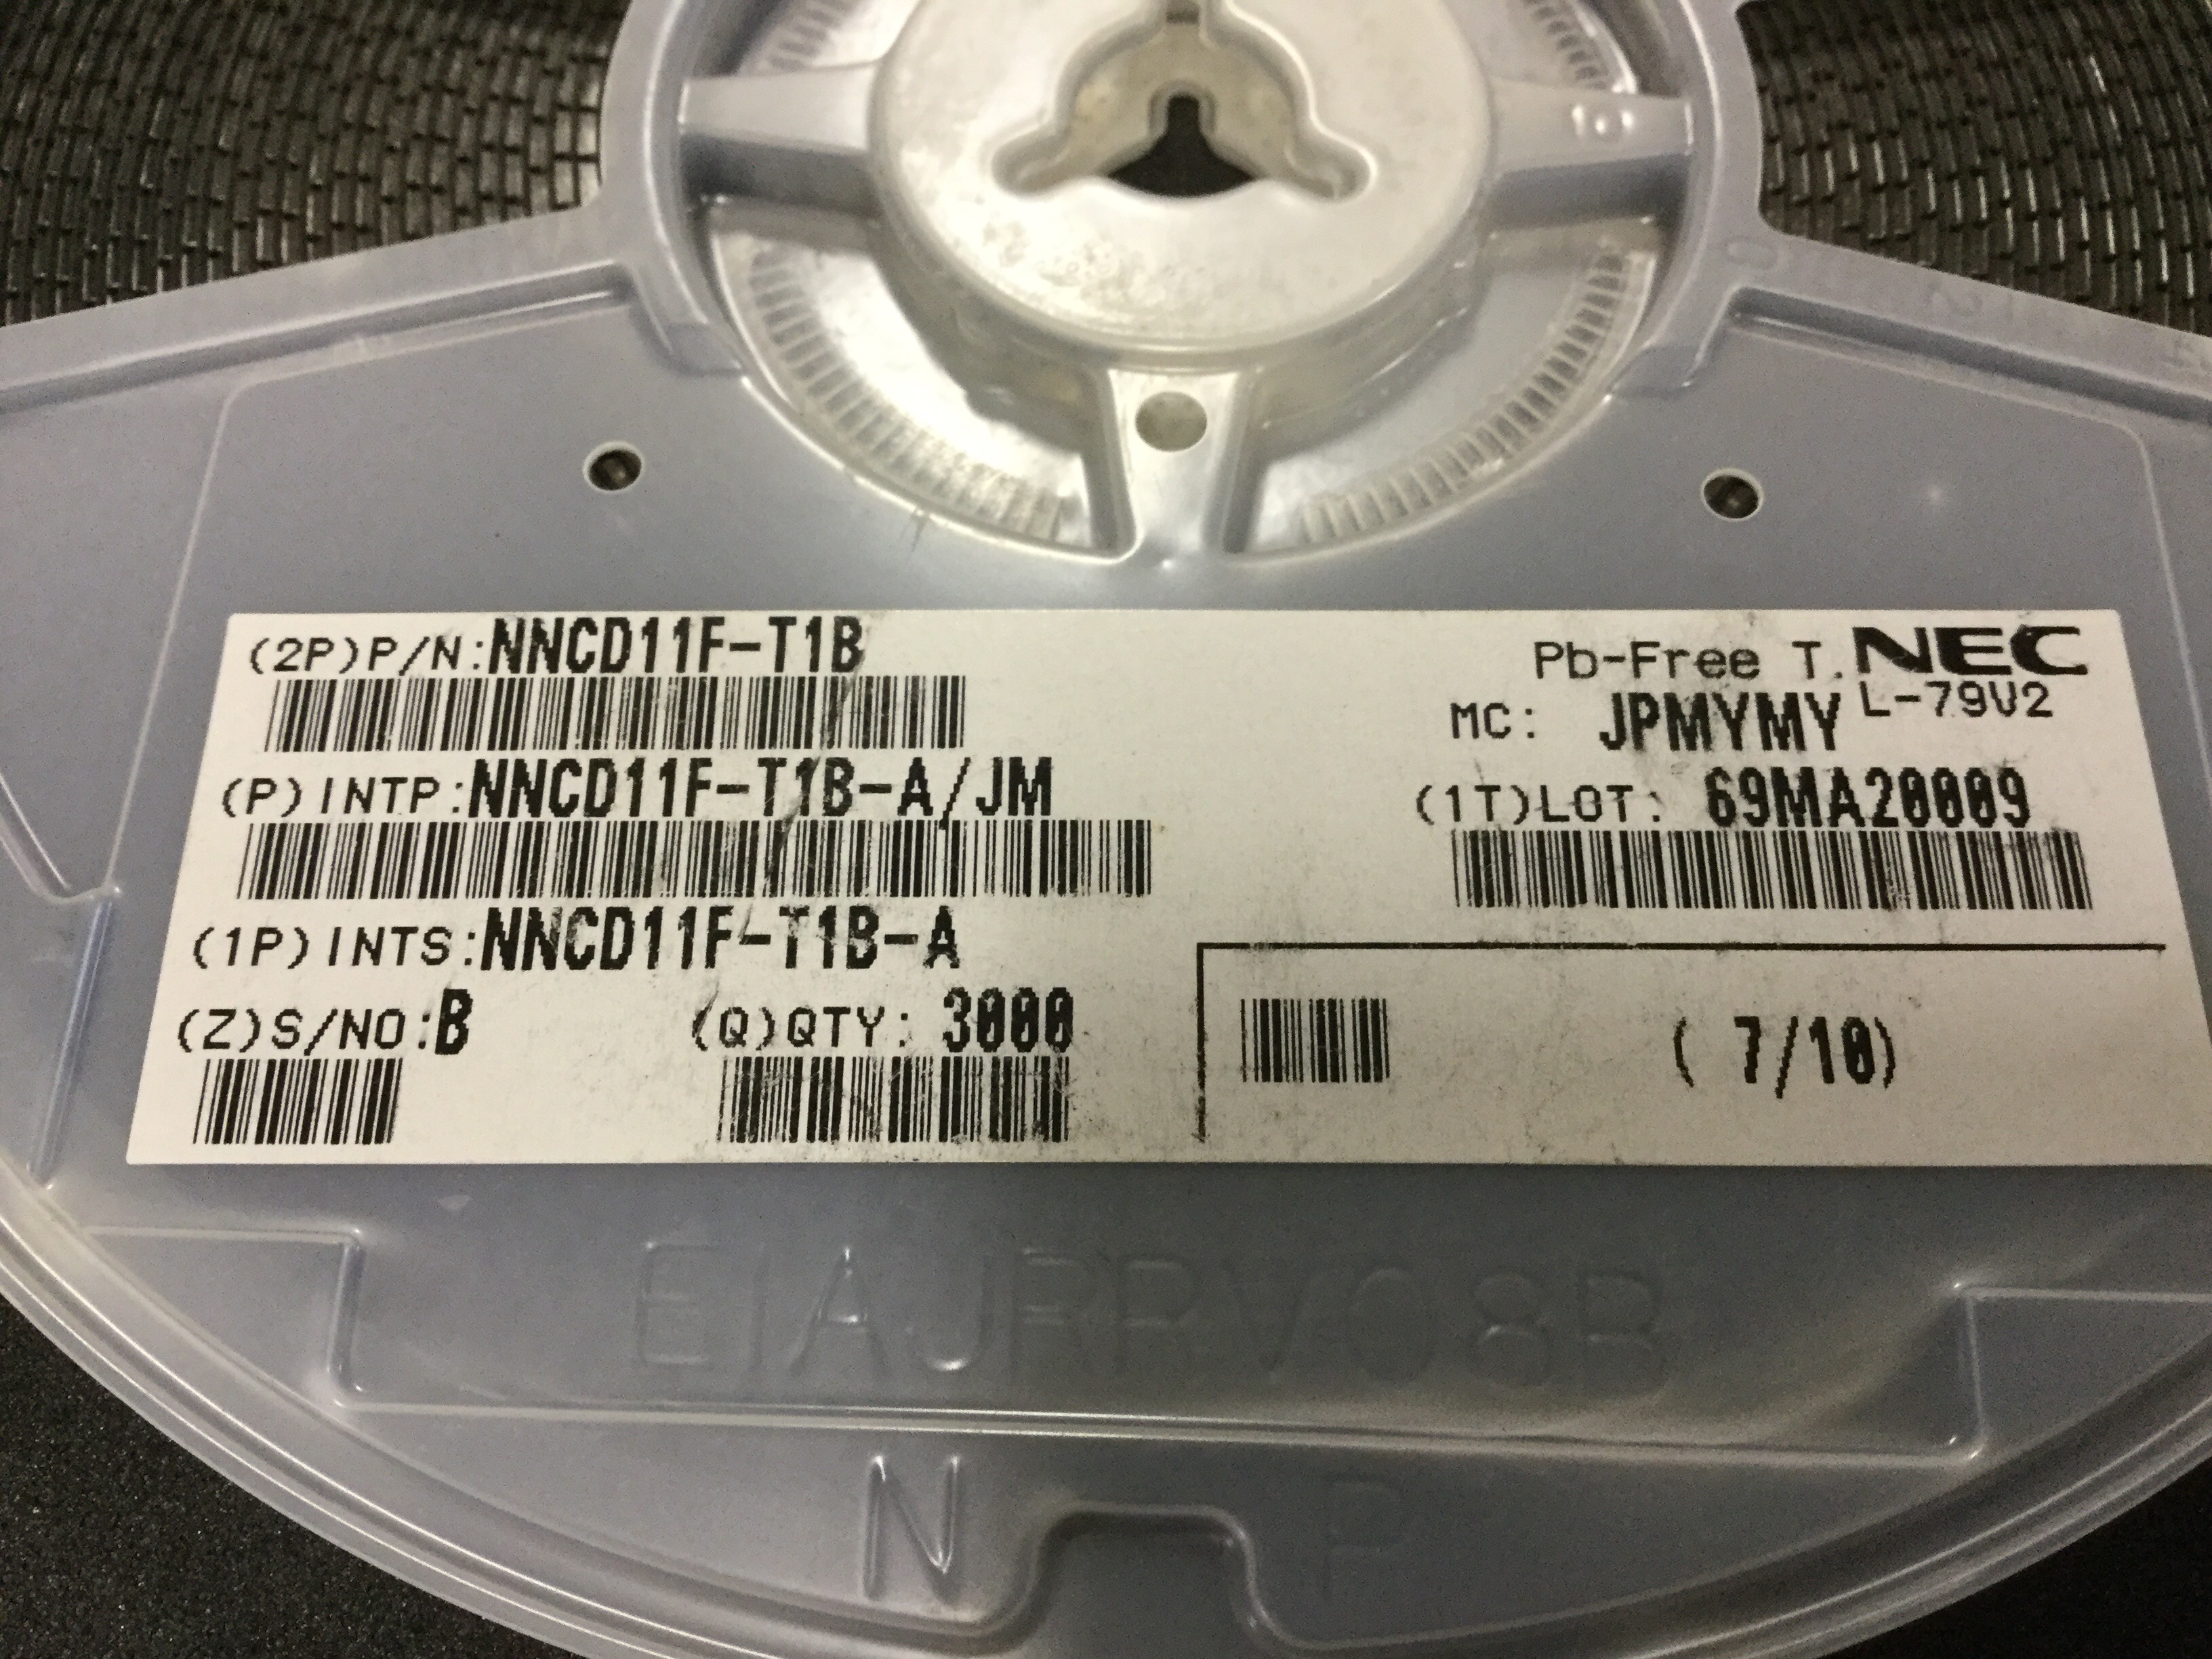 (2P)P/N:NNCD11F-T1B
Pb-Free T. NEC
L-79V2
MC: JPMYMY
(P)INTP:NNCD11F-T1B-A/JM
(1T)LOT: 69MA20009
(1P)INTS:NNCD11F-T1B-A
(Z)S/NO:B
(Q)QTY: 3000
( 7/10)
EIAJRRV08B
N P